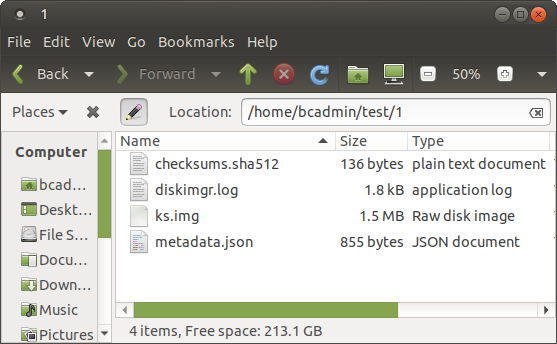 1
File Edit View Go Bookmarks Help
Back Forward 50%
Places Location: /home/bcadmin/test/1
Name Size Type
Computer
checksums.sha512 136 bytes plain text document
bcad...
diskimgr.log 1.8 kB application log
Deskt...
ks.img 1.5 MB Raw disk image
File S...
metadata.json 855 bytes JSON document
Docu...
Down...
Music
Pictures
4 items, Free space: 213.1 GB